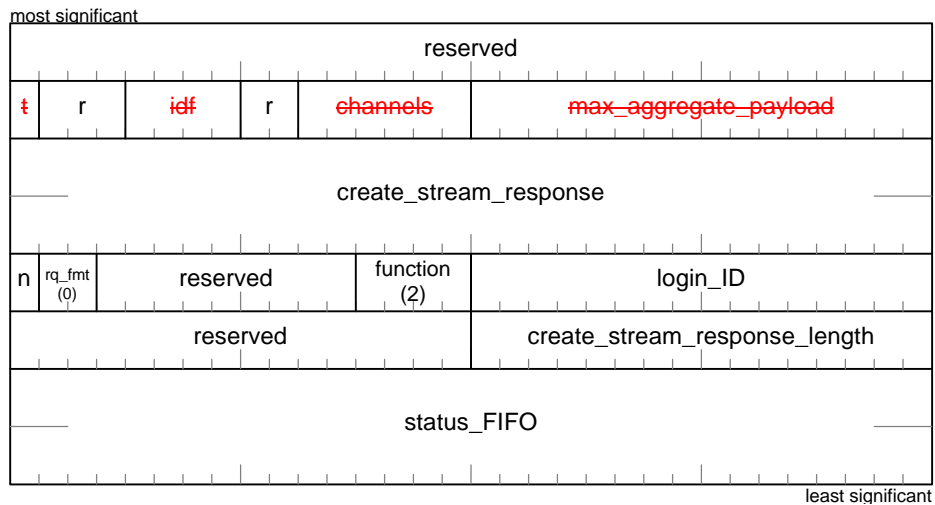 most significant
reserved
t r idf r channels max_aggregate_payload
create_stream_response
n rq_fmt (0) reserved function (2) login_ID
reserved create_stream_response_length
status_FIFO
least significant